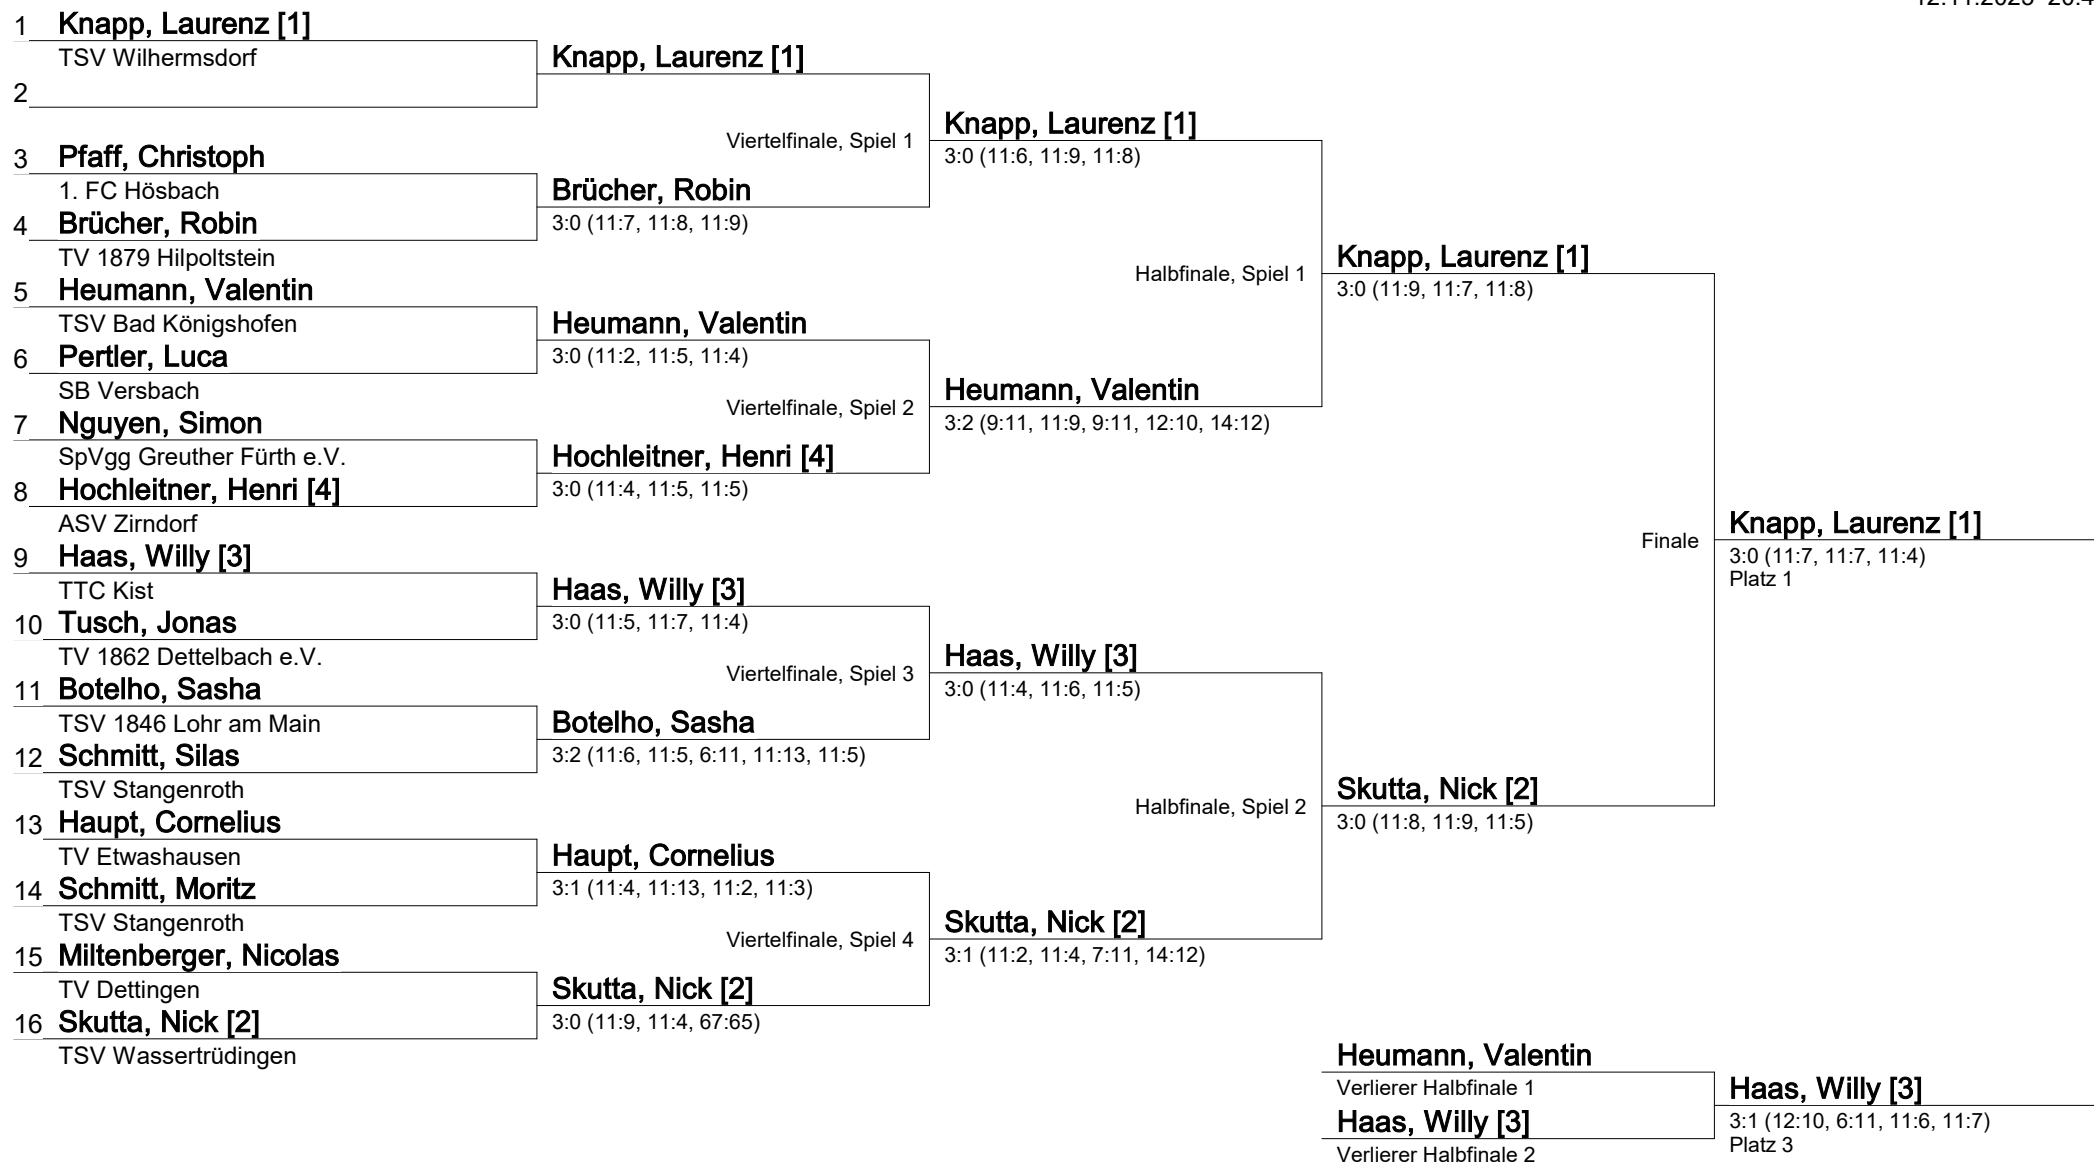 1 Knapp, Laurenz [1]
TSV Wilhermsdorf
2
3 Pfaff, Christoph
1. FC Hösbach
4 Brücher, Robin
TV 1879 Hilpoltstein
5 Heumann, Valentin
TSV Bad Königshofen
6 Pertler, Luca
SB Versbach
7 Nguyen, Simon
SpVgg Greuther Fürth e.V.
8 Hochleitner, Henri [4]
ASV Zirndorf
9 Haas, Willy [3]
TTC Kist
10 Tusch, Jonas
TV 1862 Dettelbach e.V.
11 Botelho, Sasha
TSV 1846 Lohr am Main
12 Schmitt, Silas
TSV Stangenroth
13 Haupt, Cornelius
TV Etwashausen
14 Schmitt, Moritz
TSV Stangenroth
15 Miltenberger, Nicolas
TV Dettingen
16 Skutta, Nick [2]
TSV Wassertrüdingen
Knapp, Laurenz [1]
Viertelfinale, Spiel 1
Brücher, Robin
3:0 (11:7, 11:8, 11:9)
Heumann, Valentin
3:0 (11:2, 11:5, 11:4)
Viertelfinale, Spiel 2
Hochleitner, Henri [4]
3:0 (11:4, 11:5, 11:5)
Haas, Willy [3]
3:0 (11:5, 11:7, 11:4)
Viertelfinale, Spiel 3
Botelho, Sasha
3:2 (11:6, 11:5, 6:11, 11:13, 11:5)
Haupt, Cornelius
3:1 (11:4, 11:13, 11:2, 11:3)
Viertelfinale, Spiel 4
Skutta, Nick [2]
3:0 (11:9, 11:4, 67:65)
Knapp, Laurenz [1]
3:0 (11:6, 11:9, 11:8)
Halbfinale, Spiel 1
Heumann, Valentin
3:2 (9:11, 11:9, 9:11, 12:10, 14:12)
Haas, Willy [3]
3:0 (11:4, 11:6, 11:5)
Halbfinale, Spiel 2
Skutta, Nick [2]
3:1 (11:2, 11:4, 7:11, 14:12)
Knapp, Laurenz [1]
3:0 (11:9, 11:7, 11:8)
Finale
Skutta, Nick [2]
3:0 (11:8, 11:9, 11:5)
Knapp, Laurenz [1]
3:0 (11:7, 11:7, 11:4)
Platz 1
Heumann, Valentin
Verlierer Halbfinale 1
Haas, Willy [3]
Verlierer Halbfinale 2
Haas, Willy [3]
3:1 (12:10, 6:11, 11:6, 11:7)
Platz 3